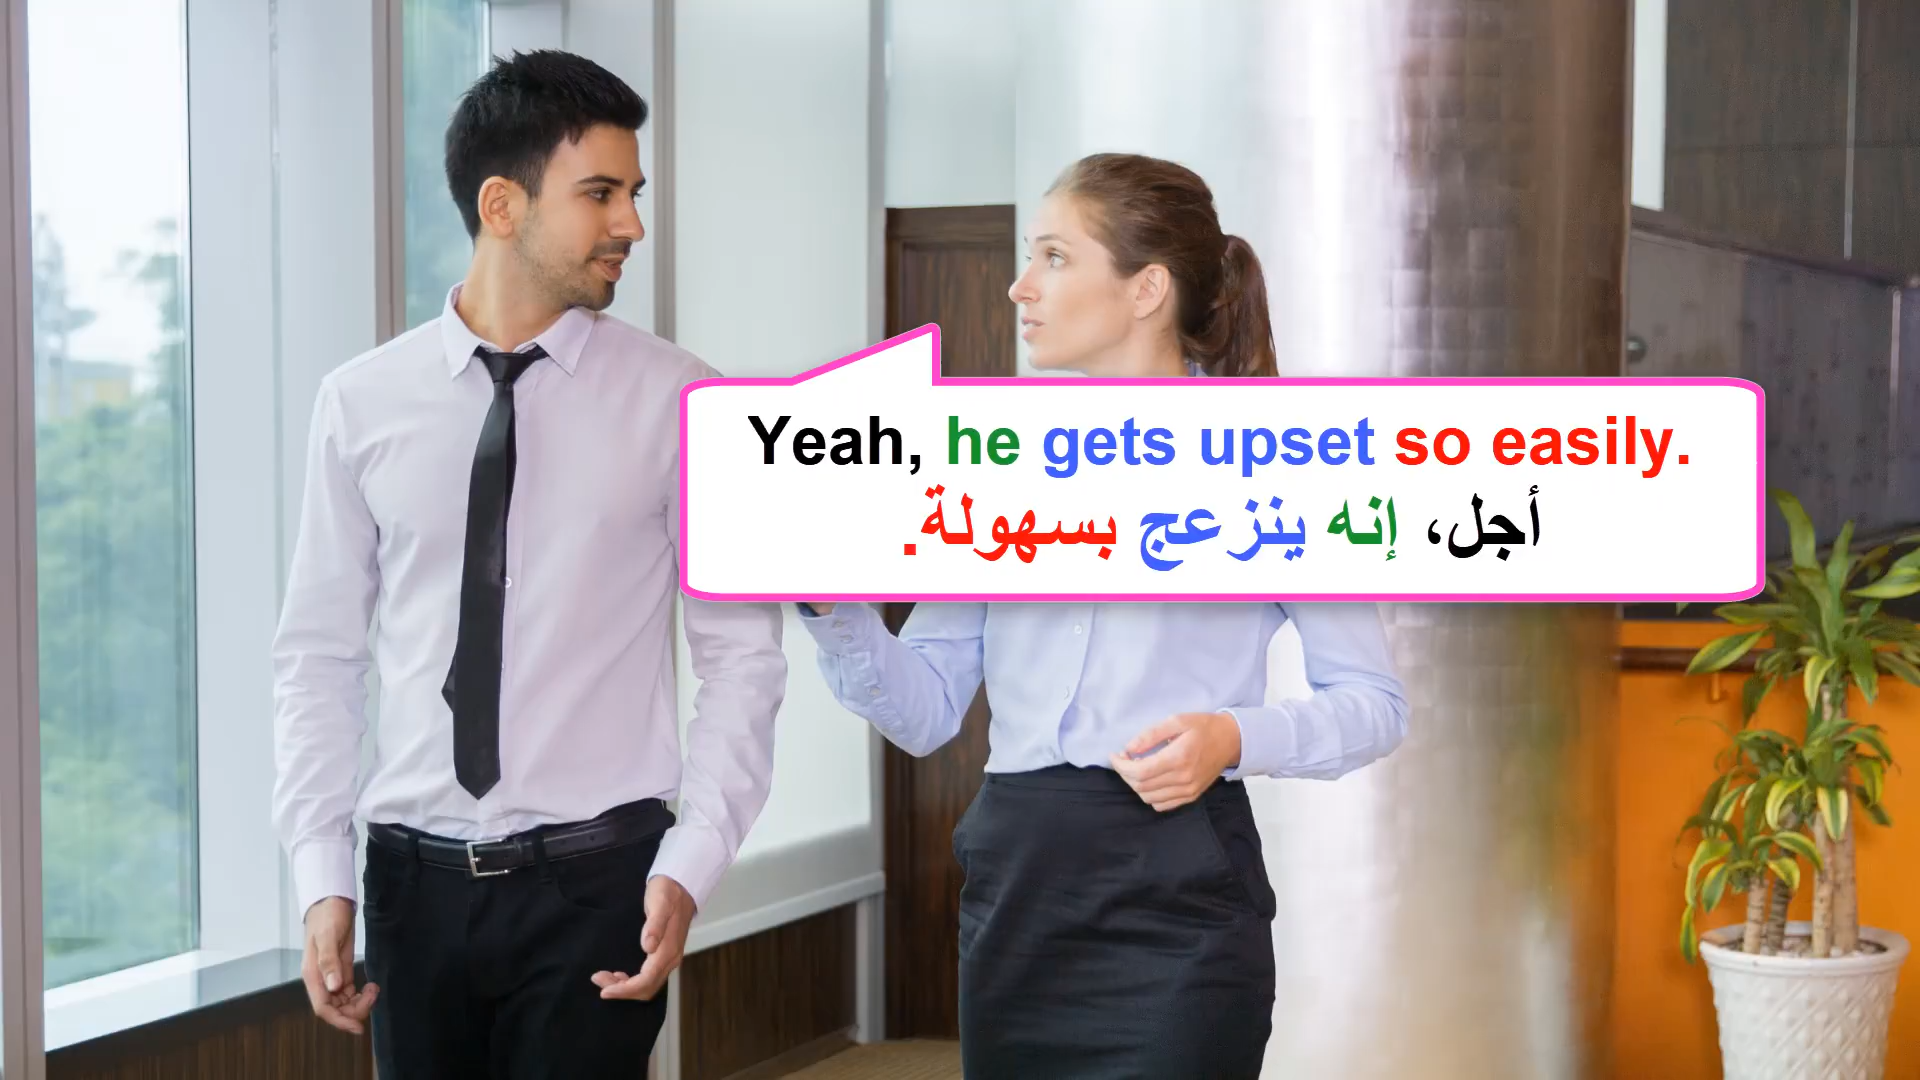 Yeah, he gets upset so easily.
أجل، إنه ينزعج بسهولة.